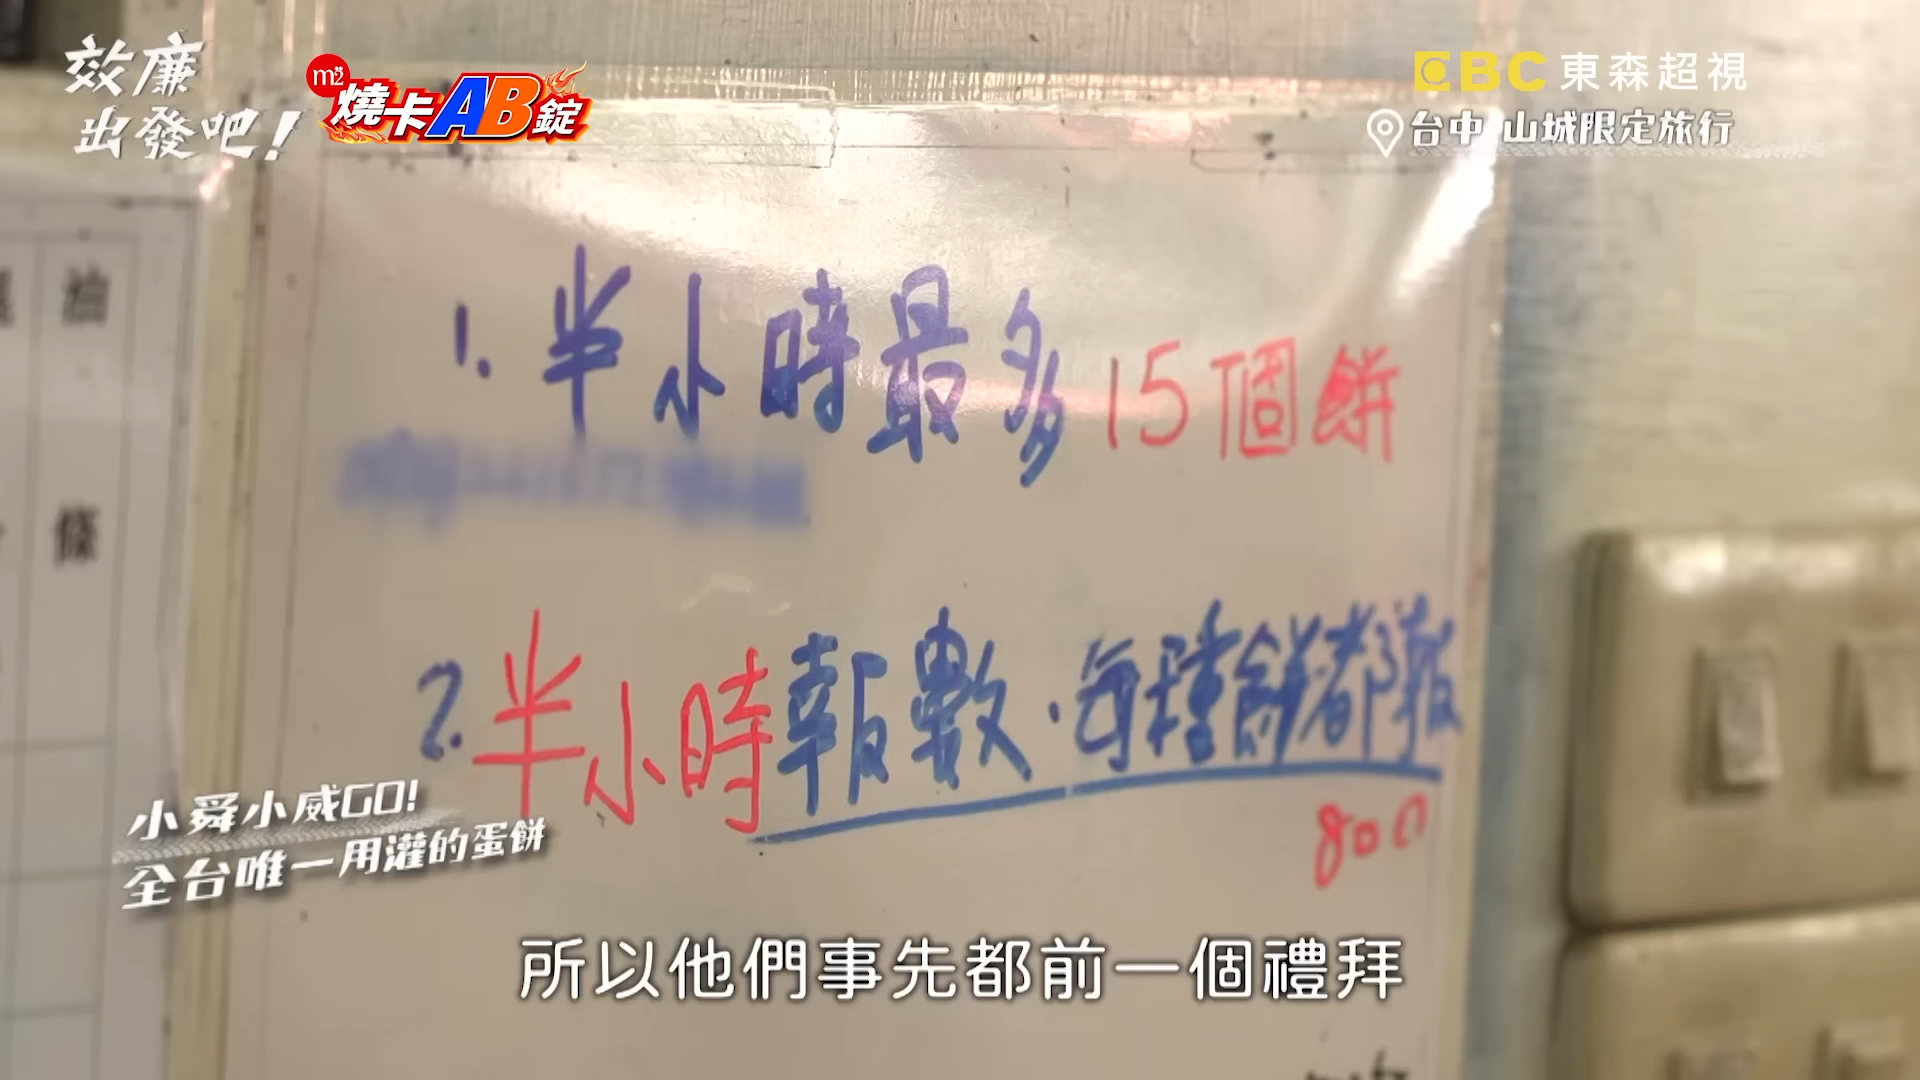 效廉
出發吧!
m2
燒卡AB錠
EBC 東森超視
台中 山城限定旅行
油
條
1. 半小時最多15個餅
2. 半小時報數.每種餅都報
800
小舜小威GO!
全台唯一用灌的蛋餅
所以他們事先都前一個禮拜